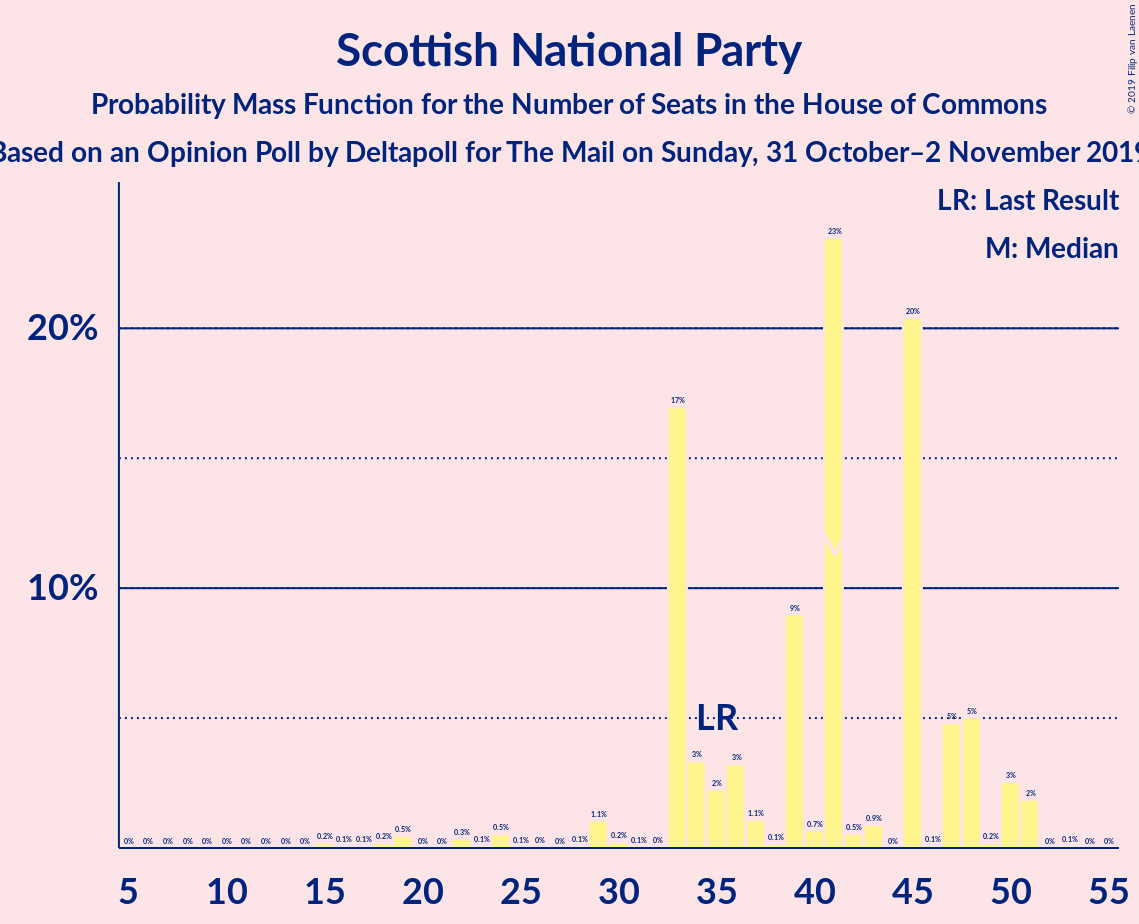 Scottish National Party
Probability Mass Function for the Number of Seats in the House of Commons
Based on an Opinion Poll by Deltapoll for The Mail on Sunday, 31 October–2 November 2019
© 2019 Filip van Laenen
LR: Last Result
M: Median
23%
20%
20%
17%
10%
9%
LR
5% 5%
3% 2% 3% 3% 2%
1.1% 1.1% 0.7% 0.5% 0.9%
0% 0% 0% 0% 0% 0% 0% 0% 0% 0% 0.2% 0.1% 0.1% 0.2% 0.5% 0% 0% 0.3% 0.1% 0.5% 0.1% 0% 0% 0.1% 0.2% 0.1% 0% 0.1% 0% 0.1% 0.2% 0% 0.1% 0% 0%
5 10 15 20 25 30 35 40 45 50 55